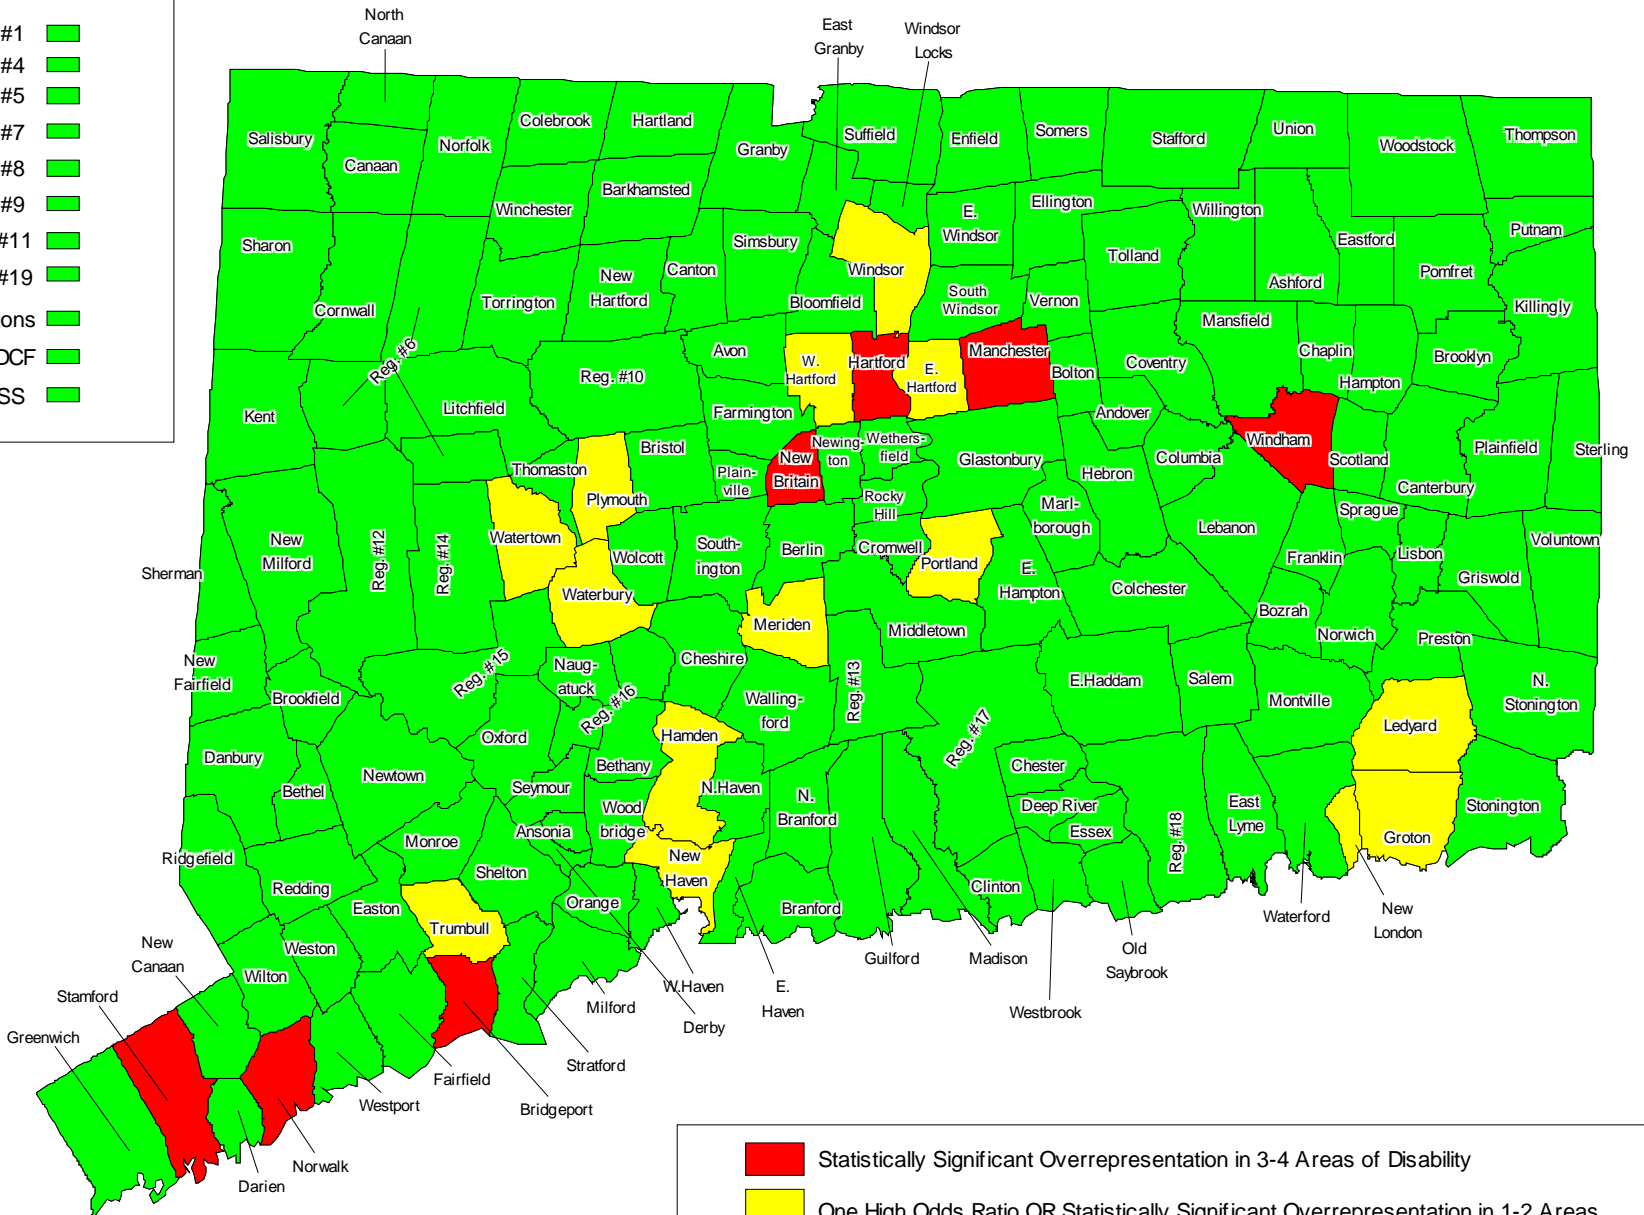 #1
#4
#5
#7
#8
#9
#11
#19
ons
DCF
SS
North
Canaan
East
Granby
Windsor
Locks
Salisbury
Canaan
Norfolk
Colebrook
Hartland
Granby
Suffield
Enfield
Somers
Stafford
Union
Woodstock
Thompson
Winchester
Barkhamsted
Sharon
Cornwall
Torrington
New
Hartford
Canton
Simsbury
Bloomfield
Windsor
E.
Windsor
Ellington
South
Windsor
Vernon
Tolland
Willington
Ashford
Eastford
Pomfret
Putnam
Killingly
Mansfield
Chaplin
Hampton
Brooklyn
Reg. #6
Kent
Litchfield
Reg. #10
Avon
Farmington
W.
Hartford
Hartford
E.
Hartford
Manchester
Bolton
Coventry
Andover
Columbia
Windham
Scotland
Canterbury
Plainfield
Sterling
Thomaston
Bristol
Plymouth
Plain-
ville
New
Britain
Newing-
ton
Wethers-
field
Rocky
Hill
Glastonbury
Hebron
Marl-
borough
Lebanon
Sprague
Franklin
Lisbon
Griswold
Voluntown
Sherman
New
Milford
Reg. #12
Reg. #14
Watertown
Waterbury
Wolcott
South-
ington
Berlin
Cromwell
Portland
E.
Hampton
Colchester
Bozrah
Norwich
Preston
Meriden
Middletown
New
Fairfield
Brookfield
Reg. #15
Naug-
atuck
Reg. #16
Cheshire
Walling-
ford
Reg. #13
Reg. #17
E.Haddam
Salem
Montville
Ledyard
N.
Stonington
Danbury
Bethel
Newtown
Oxford
Seymour
Bethany
Hamden
N.Haven
N.
Branford
Chester
Deep River
Essex
Reg. #18
East
Lyme
Groton
Stonington
Ridgefield
Redding
Monroe
Ansonia
Wood
bridge
Shelton
New
Haven
Orange
Easton
Trumbull
Branford
Clinton
Weston
Wilton
New
Canaan
Stamford
Greenwich
Guilford
Madison
Old
Saybrook
Westbrook
Waterford
New
London
W.Haven
E.
Haven
Milford
Derby
Stratford
Fairfield
Bridgeport
Westport
Norwalk
Darien
Statistically Significant Overrepresentation in 3-4 Areas of Disability
One High Odds Ratio OR Statistically Significant Overrepresentation in 1-2 Areas